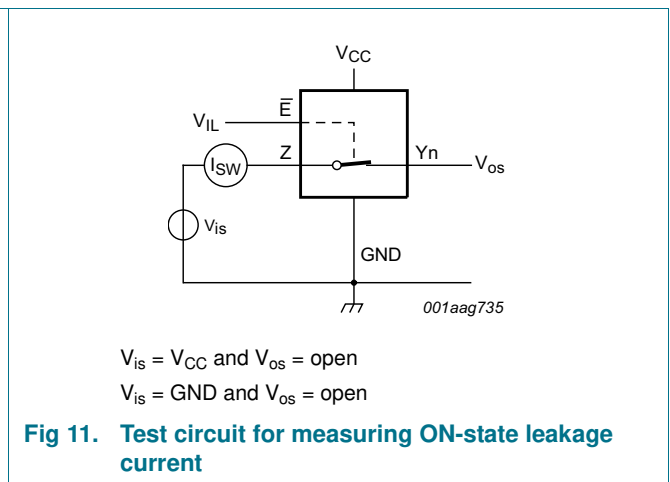 VCC
E̅
VIL
ISW
Z
Yn
Vos
Vis
GND
001aag735
Vis = VCC and Vos = open
Vis = GND and Vos = open
Fig 11. Test circuit for measuring ON-state leakage
current